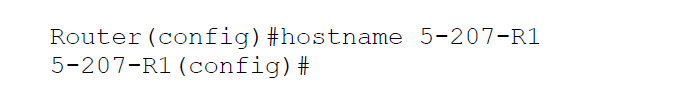 Router(config)#hostname 5-207-R1
5-207-R1(config)#